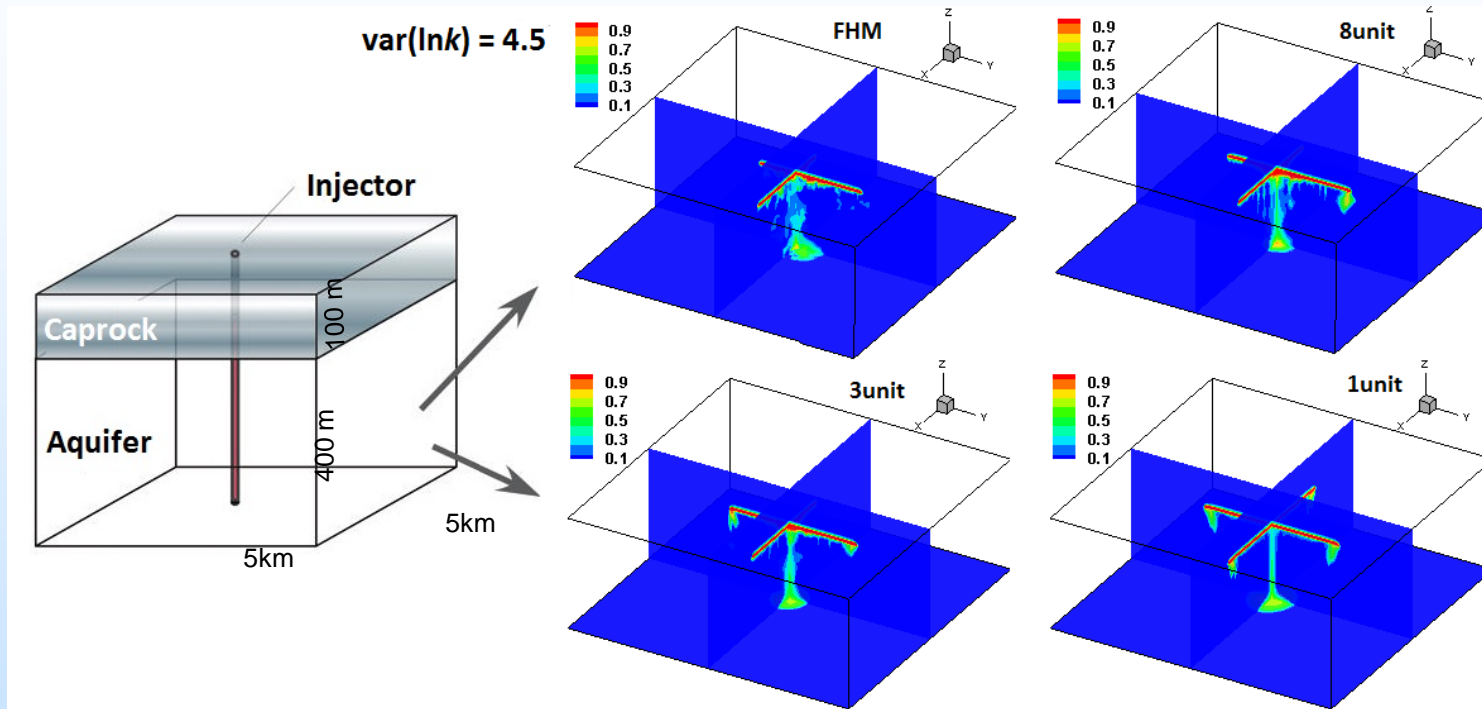 var(lnk) = 4.5
Injector
Caprock
100 m
Aquifer
400 m
5km
5km
FHM
0.9
0.7
0.5
0.3
0.1
Z
X
Y
8unit
0.9
0.7
0.5
0.3
0.1
Z
X
Y
3unit
0.9
0.7
0.5
0.3
0.1
Z
X
Y
1unit
0.9
0.7
0.5
0.3
0.1
Z
X
Y